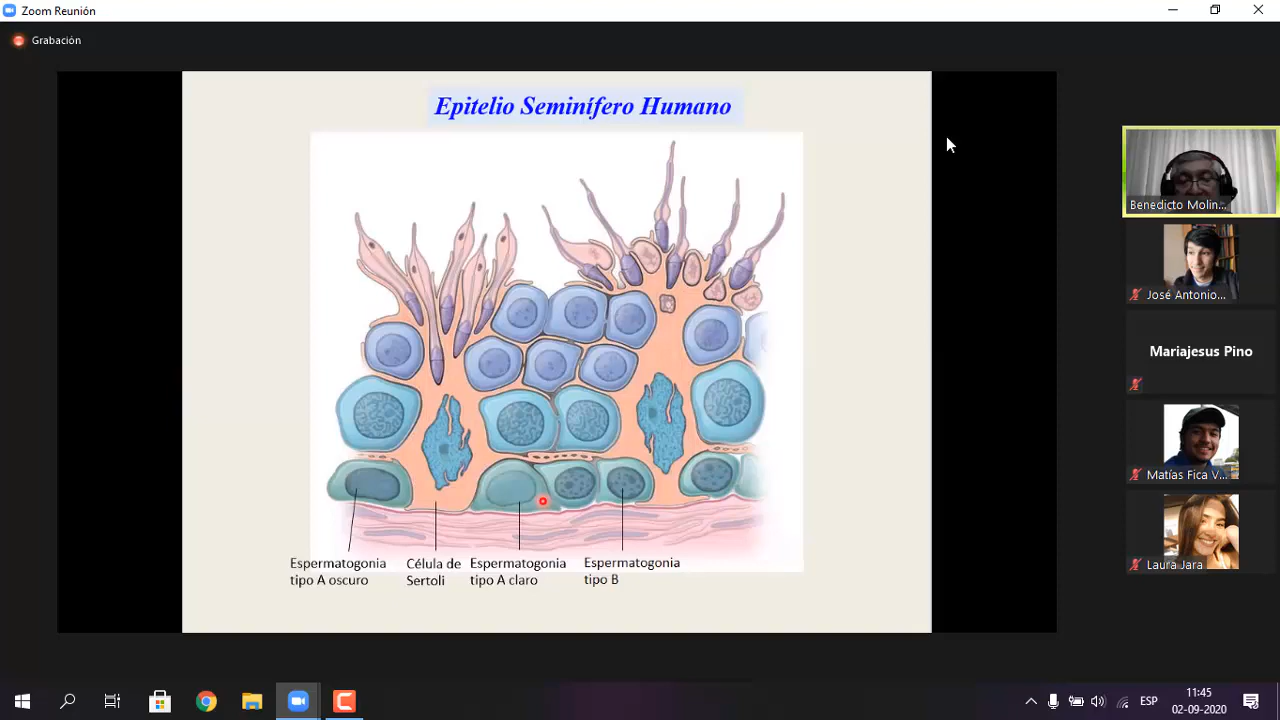 Zoom Reunión
Grabación
Epitelio Seminífero Humano
Espermatogonia
tipo A oscuro
Célula de
Sertoli
Espermatogonia
tipo A claro
Espermatogonia
tipo B
Benedicto Molin...
José Antonio...
Mariajesus Pino
Matías Fica V...
Laura Jara
ESP
11:45
02-09-2020